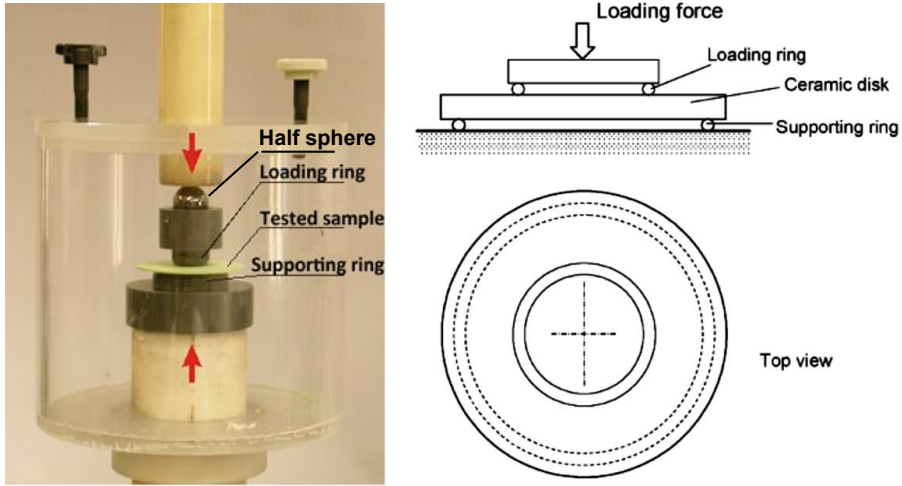 Half sphere
Loading ring
Tested sample
Supporting ring
Loading force
Loading ring
Ceramic disk
Supporting ring
Top view